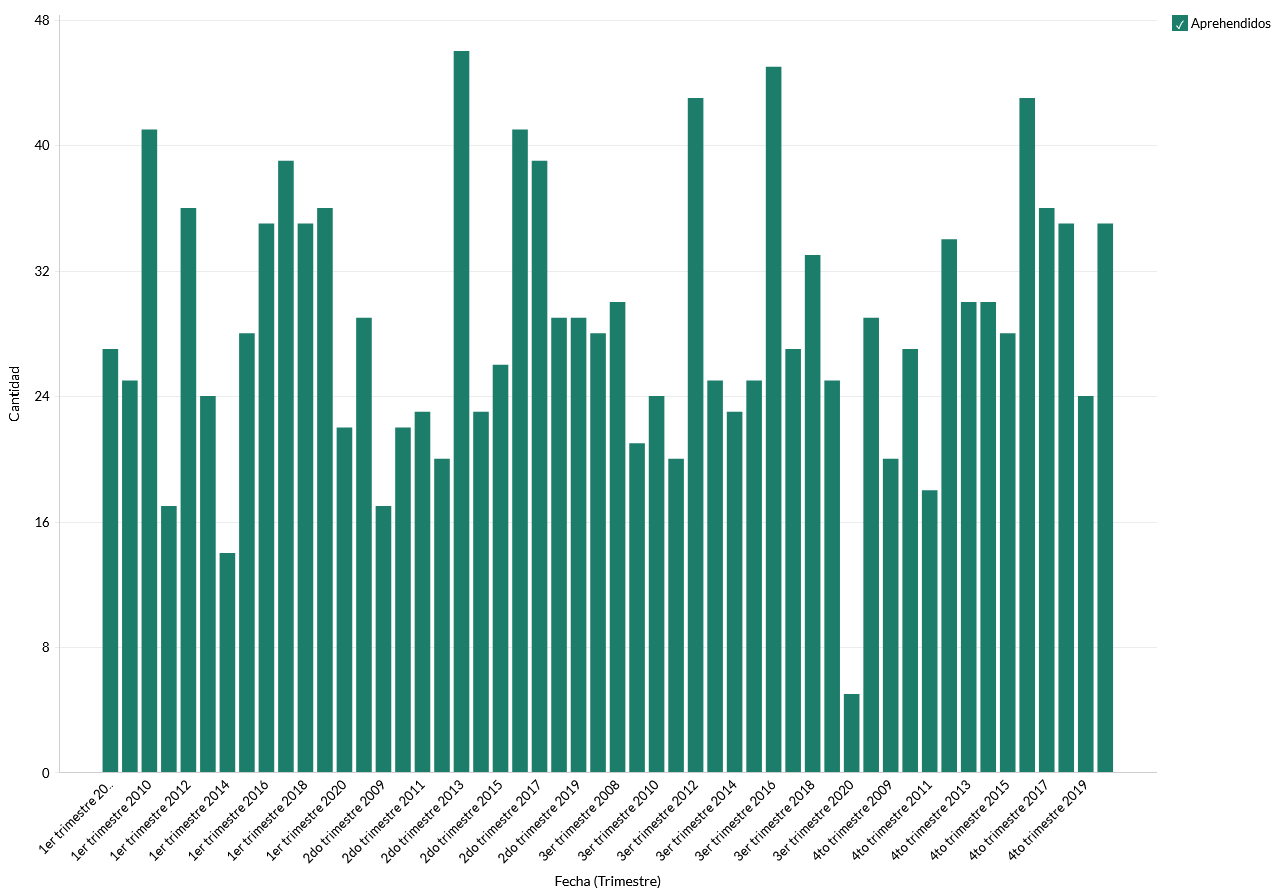 48
40
32
24
16
8
0
Cantidad
1er trimestre 20..
1er trimestre 2010
1er trimestre 2012
1er trimestre 2014
1er trimestre 2016
1er trimestre 2018
1er trimestre 2020
2do trimestre 2009
2do trimestre 2011
2do trimestre 2013
2do trimestre 2015
2do trimestre 2017
2do trimestre 2019
3er trimestre 2008
3er trimestre 2010
3er trimestre 2012
3er trimestre 2014
3er trimestre 2016
3er trimestre 2018
3er trimestre 2020
4to trimestre 2009
4to trimestre 2011
4to trimestre 2013
4to trimestre 2015
4to trimestre 2017
4to trimestre 2019
Fecha (Trimestre)
Aprehendidos